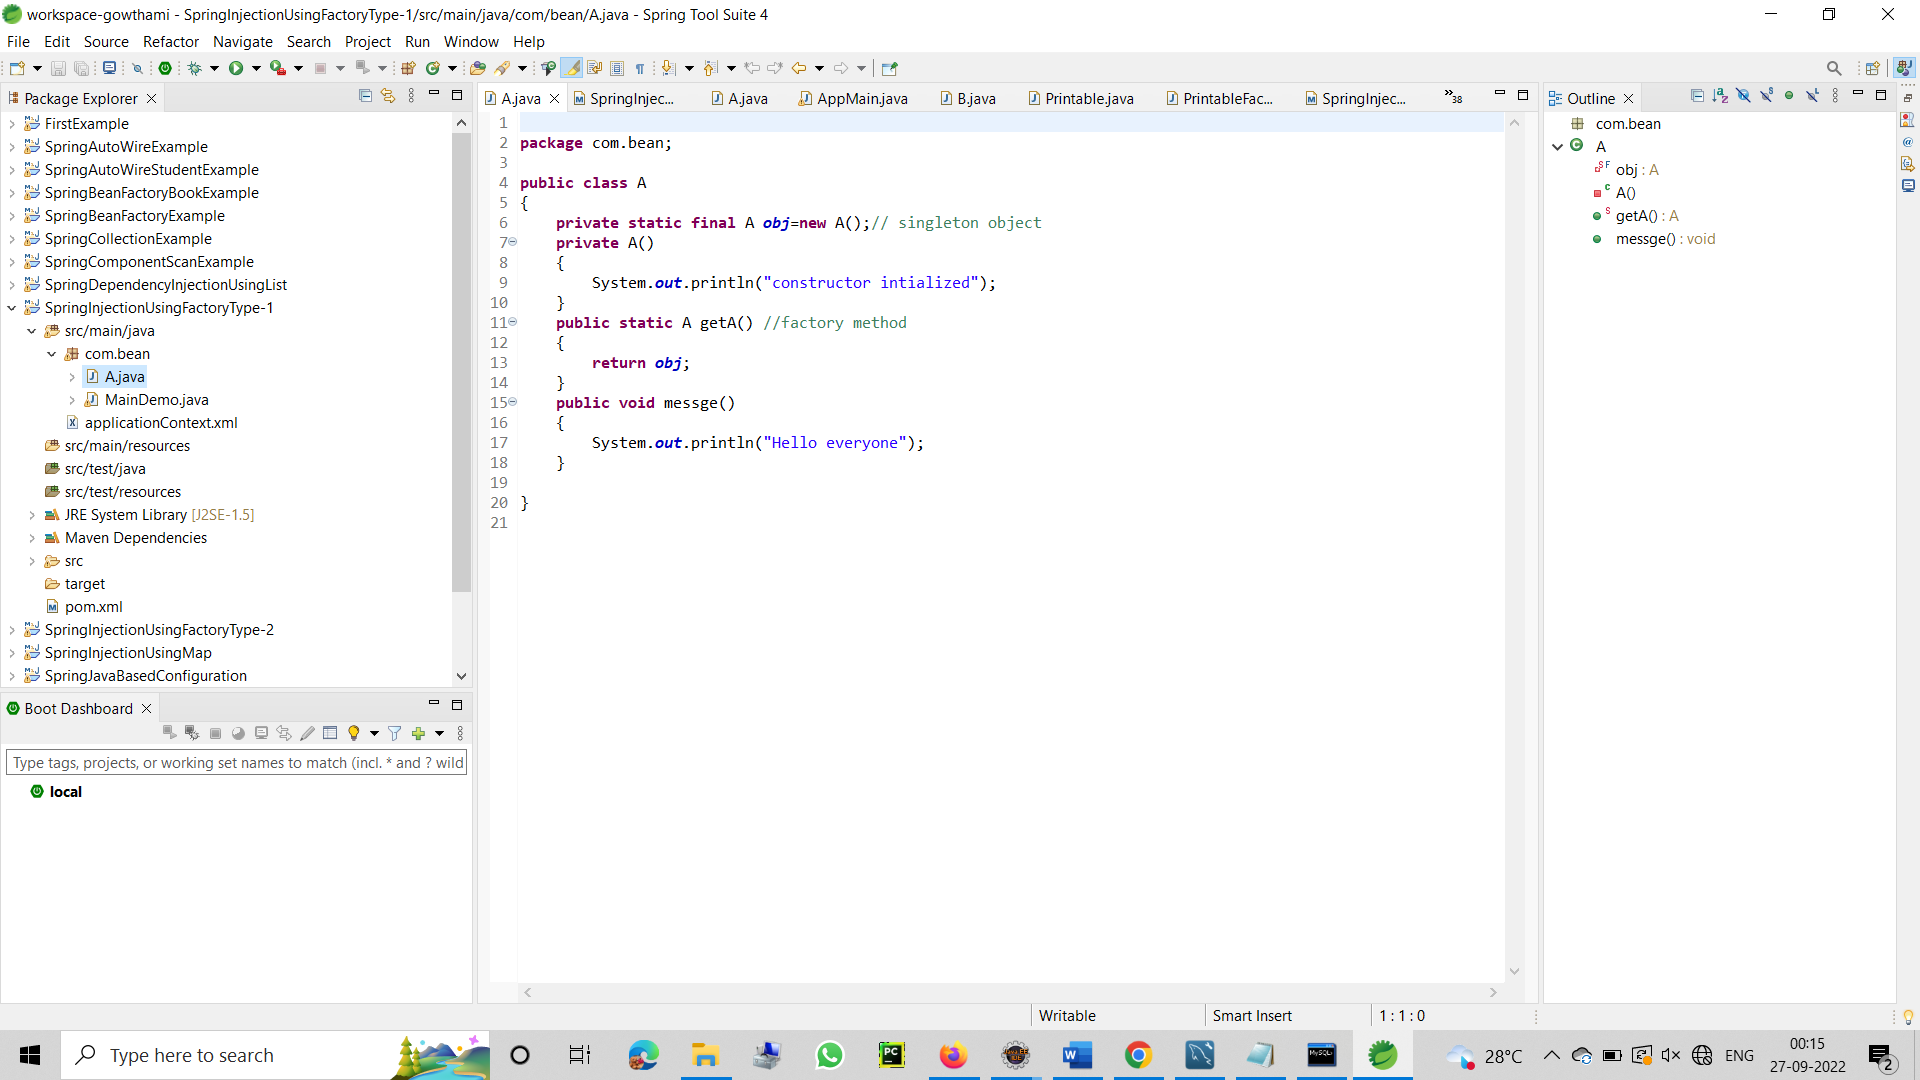 workspace-gowthami - SpringInjectionUsingFactoryType-1/src/main/java/com/bean/A.java - Spring Tool Suite 4
File Edit Source Refactor Navigate Search Project Run Window Help
Package Explorer
FirstExample
SpringAutoWireExample
SpringAutoWireStudentExample
SpringBeanFactoryBookExample
SpringBeanFactoryExample
SpringCollectionExample
SpringComponentScanExample
SpringDependencyInjectionUsingList
SpringInjectionUsingFactoryType-1
src/main/java
com.bean
A.java
MainDemo.java
applicationContext.xml
src/main/resources
src/test/java
src/test/resources
JRE System Library [J2SE-1.5]
Maven Dependencies
src
target
pom.xml
SpringInjectionUsingFactoryType-2
SpringInjectionUsingMap
SpringJavaBasedConfiguration
Boot Dashboard
Type tags, projects, or working set names to match (incl. * and ? wild
local
A.java SpringInjec... A.java AppMain.java B.java Printable.java PrintableFac... SpringInjec... »38
1
2 package com.bean;
3
4 public class A
5 {
6 private static final A obj=new A();// singleton object
7 private A()
8 {
9 System.out.println("constructor intialized");
10 }
11 public static A getA() //factory method
12 {
13 return obj;
14 }
15 public void messge()
16 {
17 System.out.println("Hello everyone");
18 }
19
20 }
21
Outline
com.bean
A
obj : A
A()
getA() : A
messge() : void
Writable Smart Insert 1 : 1 : 0
Type here to search
PC
Java EE IDE
MySQL
28°C ENG 00:15
27-09-2022
2